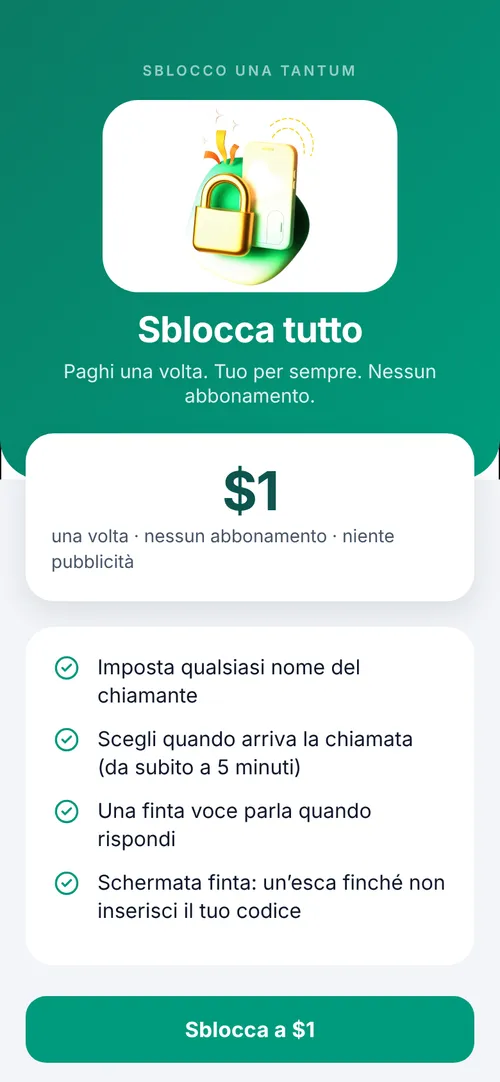 SBLOCCO UNA TANTUM
Sblocca tutto
Paghi una volta. Tuo per sempre. Nessun
abbonamento.
$1
una volta · nessun abbonamento · niente
pubblicità
Imposta qualsiasi nome del
chiamante
Scegli quando arriva la chiamata
(da subito a 5 minuti)
Una finta voce parla quando
rispondi
Schermata finta: un’esca finché non
inserisci il tuo codice
Sblocca a $1